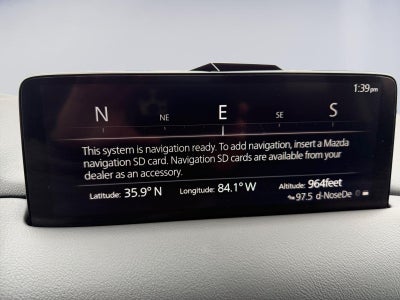 1:39pm
N NE E SE S
This system is navigation ready. To add navigation, insert a Mazda
navigation SD card. Navigation SD cards are available from your
dealer as an accessory.
Latitude: 35.9° N Longitude: 84.1° W Altitude: 964feet
97.5 d-NoseDe